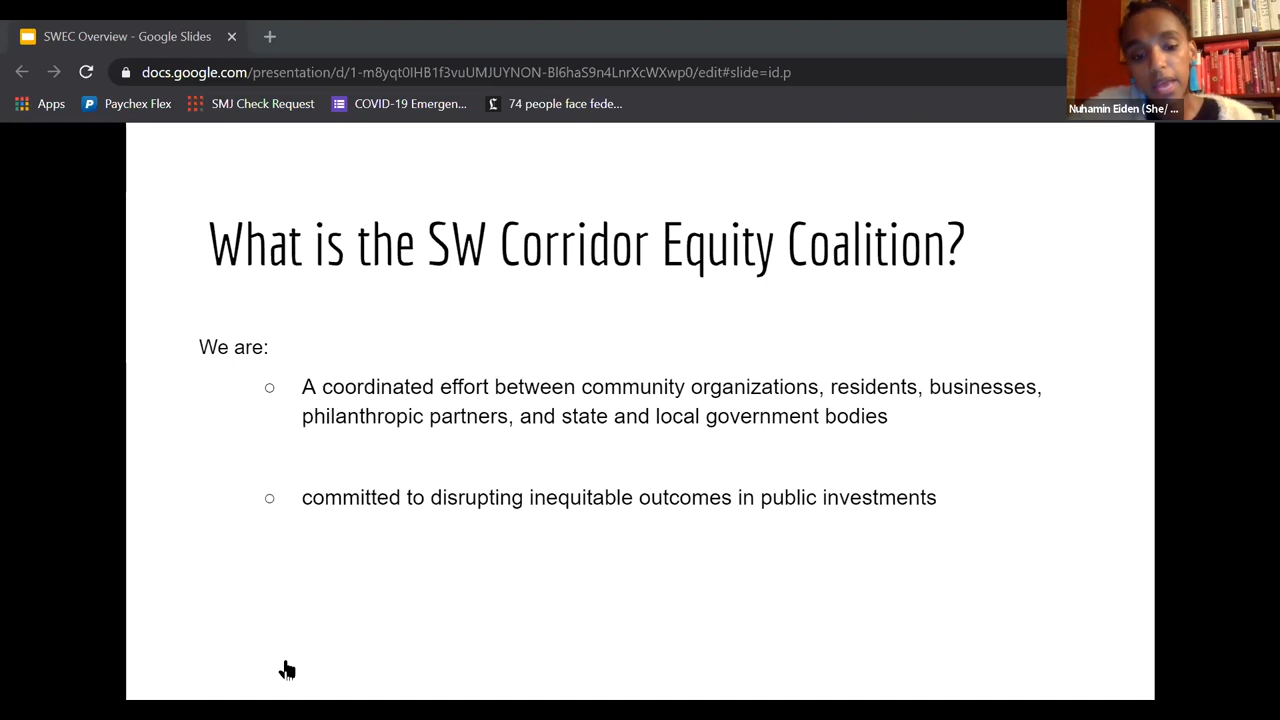 SWEC Overview - Google Slides
docs.google.com/presentation/d/1-m8yqt0lHB1f3vuUMJUYNON-Bl6haS9n4LnrXcWXwp0/edit#slide=id.p
Apps Paychex Flex SMJ Check Request COVID-19 Emergen... 74 people face fede...
Nuhamin Eiden (She/ ...
What is the SW Corridor Equity Coalition?
We are:
○ A coordinated effort between community organizations, residents, businesses,
philanthropic partners, and state and local government bodies
○ committed to disrupting inequitable outcomes in public investments